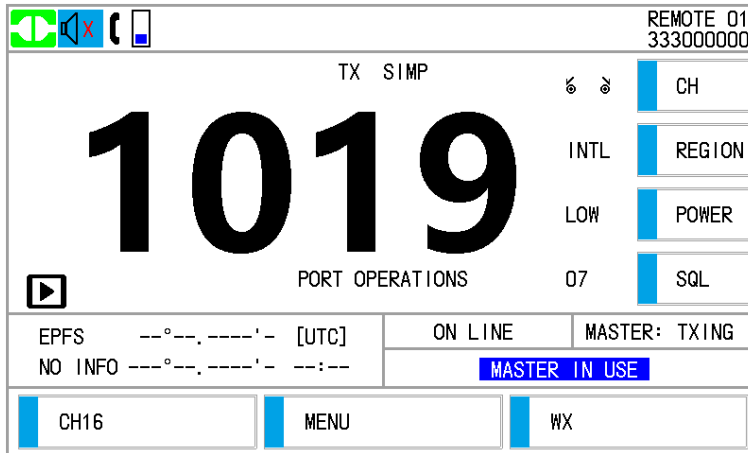 REMOTE 01
333000000
TX SIMP
CH
1019
INTL
REGION
LOW
POWER
PORT OPERATIONS
07
SQL
EPFS --°--.----'- [UTC]
NO INFO ---°--.----'- --:--
ON LINE
MASTER: TXING
MASTER IN USE
CH16
MENU
WX